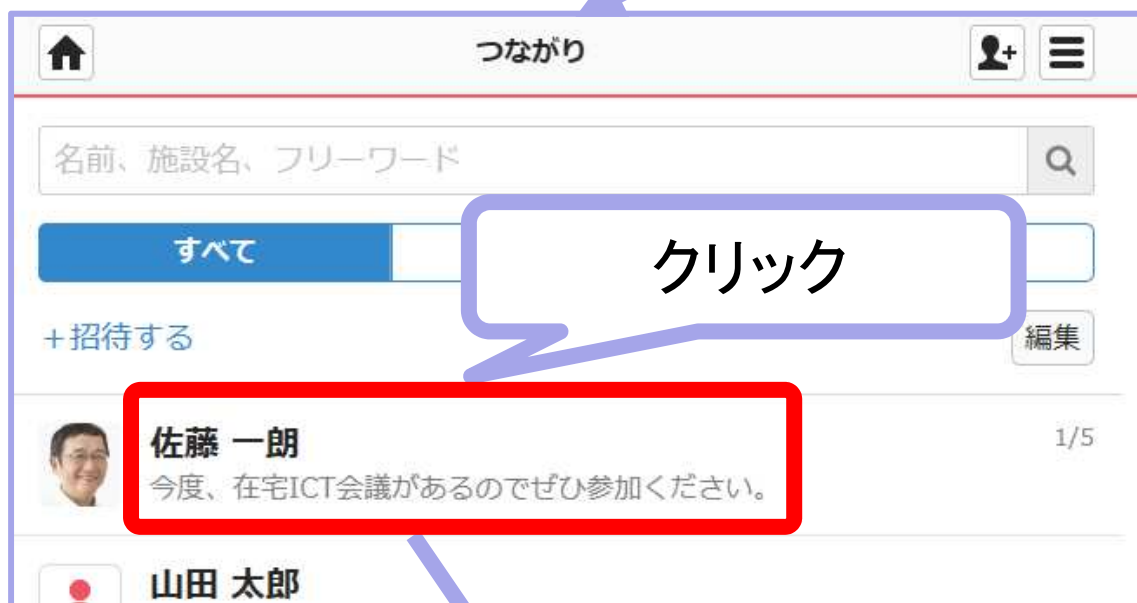 つながり
名前、施設名、フリーワード
すべて
クリック
+招待する
編集
佐藤 一朗
1/5
今度、在宅ICT会議があるのでぜひ参加ください。
山田 太郎